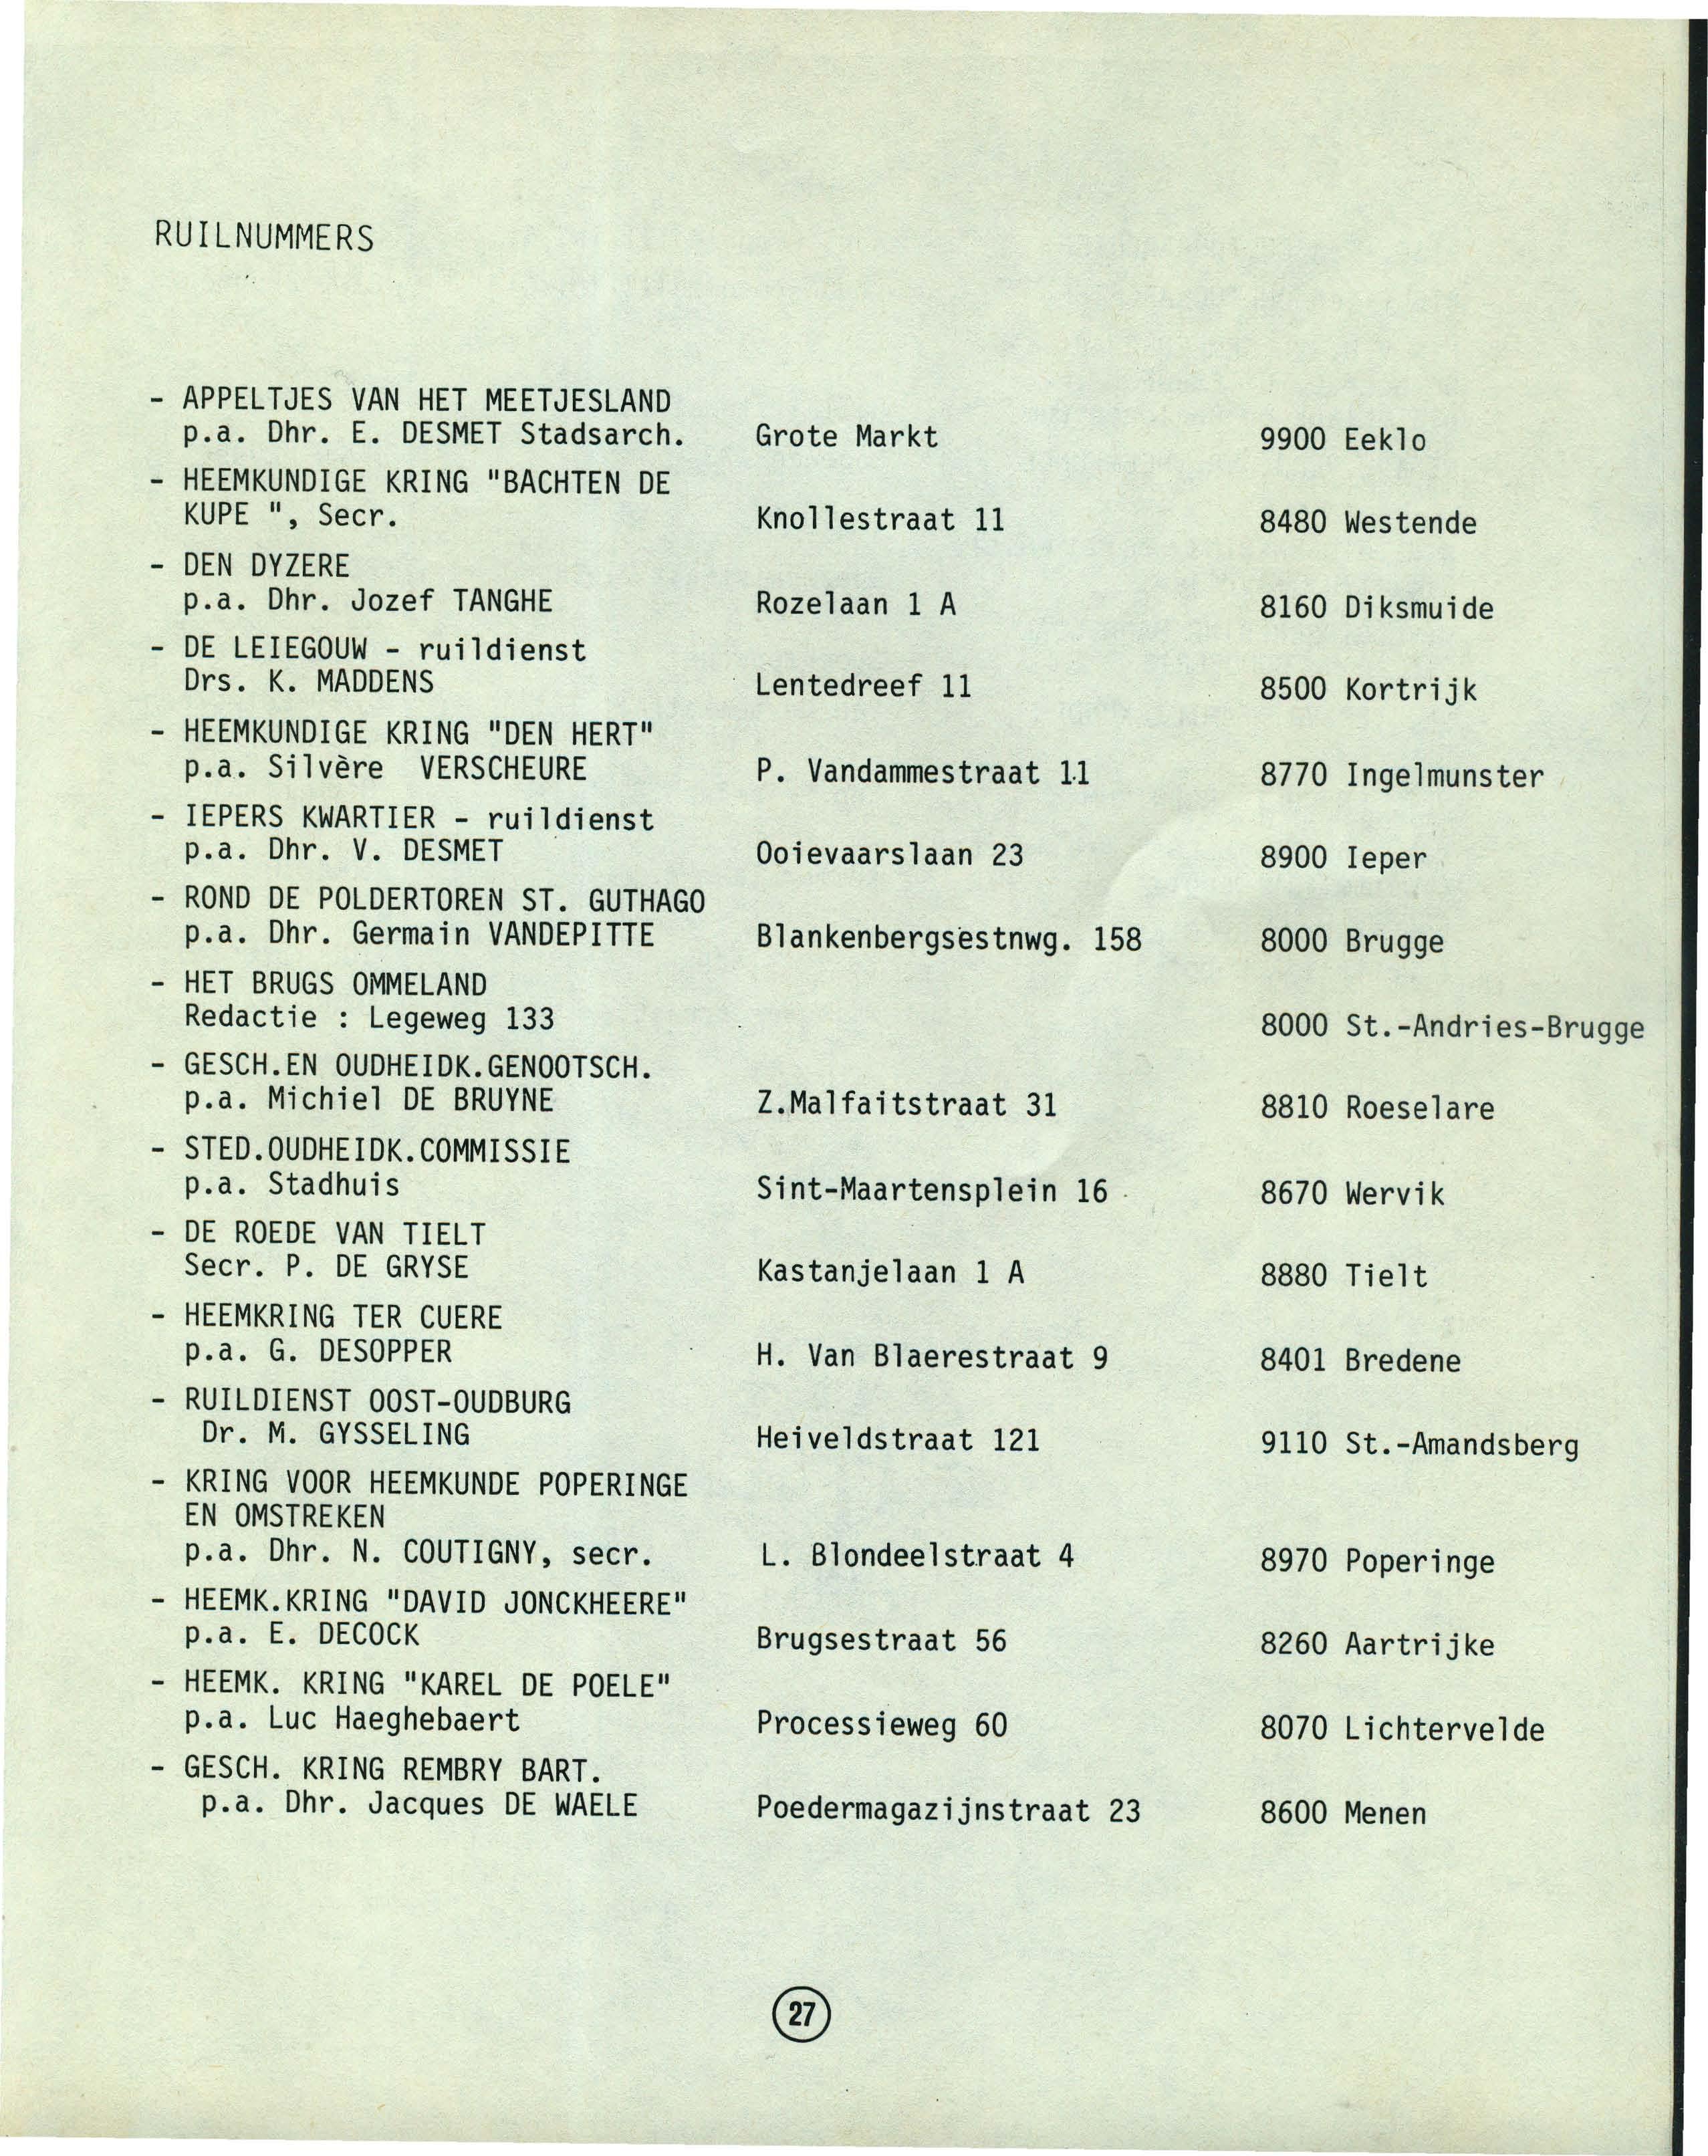 RUILNUMMERS
- APPELTJES VAN HET MEETJESLAND
p.a. Dhr. E. DESMET Stadsarch. Grote Markt 9900 Eeklo
- HEEMKUNDIGE KRING "BACHTEN DE
KUPE ", Secr. Knollestraat 11 8480 Westende
- DEN DYZERE
p.a. Dhr. Jozef TANGHE Rozelaan 1 A 8160 Diksmuide
- DE LEIEGOUW - ruildienst
Drs. K. MADDENS Lentedreef 11 8500 Kortrijk
- HEEMKUNDIGE KRING "DEN HERT"
p.a. Silvère VERSCHEURE P. Vandammestraat 11 8770 Ingelmunster
- IEPERS KWARTIER - ruildienst
p.a. Dhr. V. DESMET Ooievaarslaan 23 8900 Ieper
- ROND DE POLDERTOREN ST. GUTHAGO
p.a. Dhr. Germain VANDEPITTE Blankenbergsestnwg. 158 8000 Brugge
- HET BRUGS OMMELAND
Redactie : Legeweg 133 8000 St.-Andries-Brugge
- GESCH.EN OUDHEIDK.GENOOTSCH.
p.a. Michiel DE BRUYNE Z.Malfaitstraat 31 8810 Roeselare
- STED.OUDHEIDK.COMMISSIE
p.a. Stadhuis Sint-Maartensplein 16 8670 Wervik
- DE ROEDE VAN TIELT
Secr. P. DE GRYSE Kastanjelaan 1 A 8880 Tielt
- HEEMKRING TER CUERE
p.a. G. DESOPPER H. Van Blaerestraat 9 8401 Bredene
- RUILDIENST OOST-OUDBURG
Dr. M. GYSSELING Heiveldstraat 121 9110 St.-Amandsberg
- KRING VOOR HEEMKUNDE POPERINGE
EN OMSTREKEN
p.a. Dhr. N. COUTIGNY, secr. L. Blondeelstraat 4 8970 Poperinge
- HEEMK.KRING "DAVID JONCKHEERE"
p.a. E. DECOCK Brugsestraat 56 8260 Aartrijke
- HEEMK. KRING "KAREL DE POELE"
p.a. Luc Haeghebaert Processieweg 60 8070 Lichtervelde
- GESCH. KRING REMBRY BART.
p.a. Dhr. Jacques DE WAELE Poedermagazijnstraat 23 8600 Menen
27